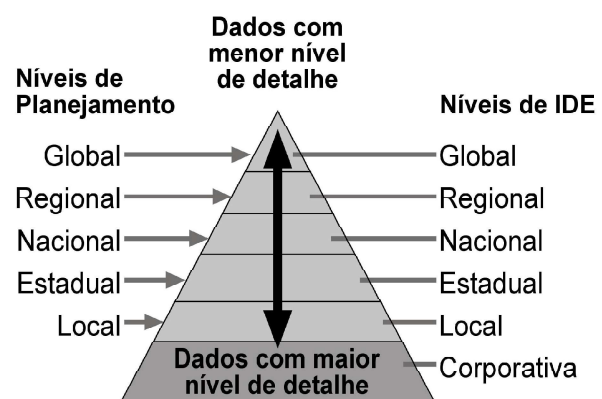 Dados com
menor nível
de detalhe
Níveis de
Planejamento
Níveis de IDE
Global
Global
Regional
Regional
Nacional
Nacional
Estadual
Estadual
Local
Local
Dados com maior
nível de detalhe
Corporativa